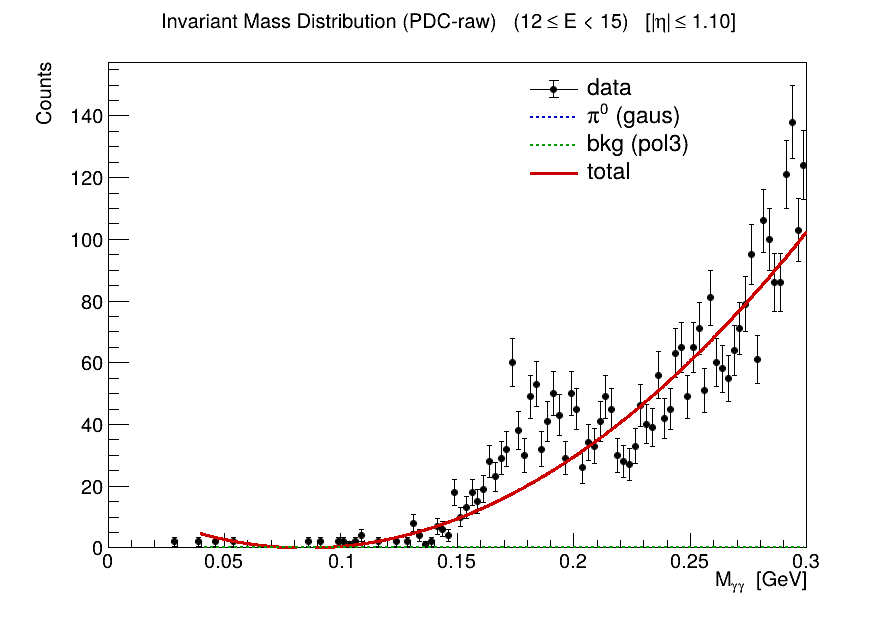 Invariant Mass Distribution (PDC-raw) (12 ≤ E < 15) [|η| ≤ 1.10]
Counts
data
π⁰ (gaus)
bkg (pol3)
total
140
120
100
80
60
40
20
0
0 0.05 0.1 0.15 0.2 0.25 0.3
Mγγ [GeV]